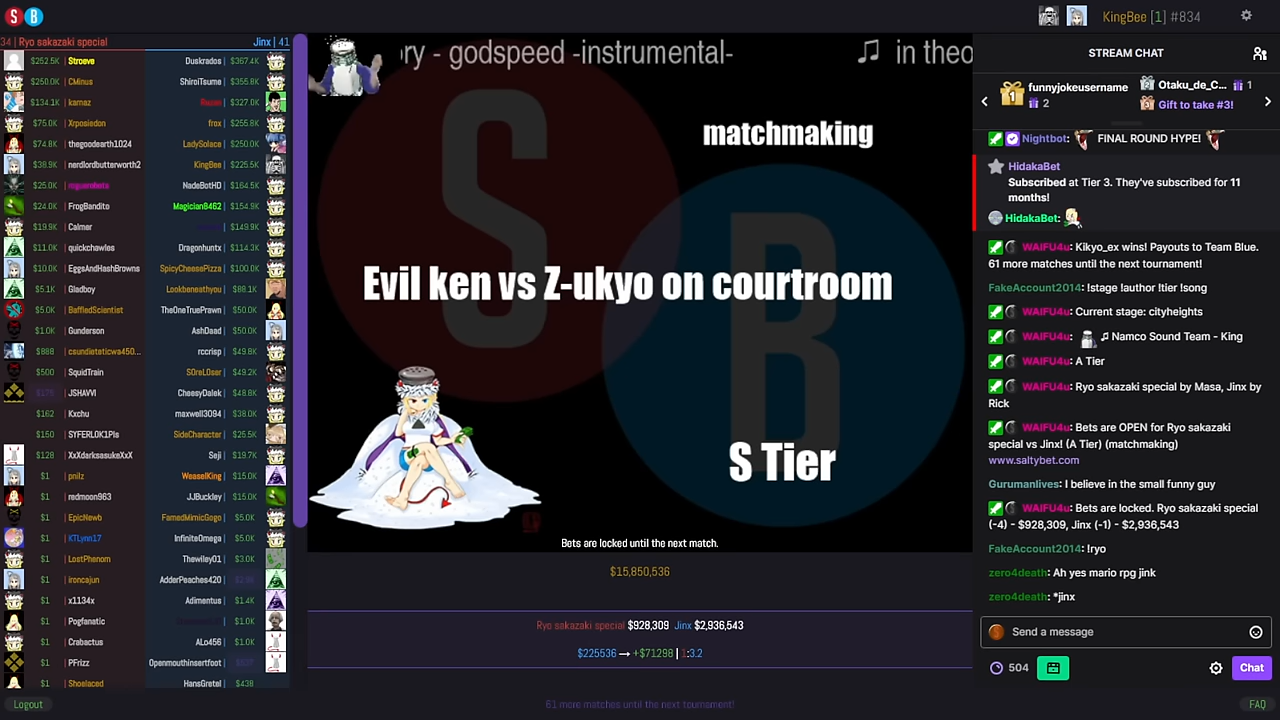 S B
KingBee [1] #834
34 | Ryo sakazaki special
Jinx | 41
$262.5K | Stroeve
Duskrados | $367.4K
$250.0K | CMinus
ShiroiTsume | $355.8K
$134.1K | karnaz
$327.0K
$75.0K | Xrposiedon
frox | $255.8K
$74.8K | thegoodearth1024
LadySolace | $250.0K
$38.9K | nerdlordbutterworth2
KingBee | $225.5K
$25.0K
NadeBotHD | $164.5K
$24.0K | FrogBandito
Magician8462 | $154.9K
$19.9K | Calmer
$149.9K
$11.0K | quickchawles
Dragonhuntx | $114.3K
$10.0K | EggsAndHashBrowns
SpicyCheesePizza | $100.0K
$5.1K | Gladboy
Lookbeneathyou | $88.1K
$5.0K | BaffledScientist
TheOneTruePrawn | $50.0K
$1.0K | Gunderson
AshDaad | $50.0K
$888 | csundieteticwa450...
rccrisp | $49.8K
$500 | SquidTrain
S0reL0ser | $49.2K
| JSHAVVI
CheesyDalek | $48.8K
$162 | Kxchu
maxwell3094 | $38.0K
$150 | SYFERLOK1Pls
SideCharacter | $25.5K
$128 | XxXdarksasukeXxX
Seji | $19.7K
$1 | pnilz
WeaselKing | $15.0K
$1 | redmoon963
JJBuckley | $15.0K
$1 | EpicNewb
FamedMimicGogo | $5.0K
$1 | KTLynn17
InfiniteOmega | $5.0K
$1 | LostPhenom
Thewiley01 | $3.0K
$1 | ironcajun
AdderPeaches420 |
$1 | x1134x
Adimentus | $1.4K
$1 | Pogfanatic
$1.0K
$1 | Crabactus
ALo456 | $1.0K
$1 | PFrizz
Openmouthinsertfoot |
$1 | Shoelaced
HansGretel | $438
Logout
ry - godspeed -instrumental- ♫ in theo
matchmaking
S B
Evil ken vs Z-ukyo on courtroom
S Tier
Bets are locked until the next match.
$15,850,536
Ryo sakazaki special $928,309 Jinx $2,936,543
$225536 → +$71298 | 1:3.2
61 more matches until the next tournament!
STREAM CHAT
1 funnyjokeusername
2
Otaku_de_C... 1
Gift to take #3!
Nightbot: FINAL ROUND HYPE!
HidakaBet
Subscribed at Tier 3. They've subscribed for 11
months!
HidakaBet:
WAIFU4u: Kikyo_ex wins! Payouts to Team Blue.
61 more matches until the next tournament!
FakeAccount2014: !stage !author !tier !song
WAIFU4u: Current stage: cityheights
WAIFU4u: ♫ Namco Sound Team - King
WAIFU4u: A Tier
WAIFU4u: Ryo sakazaki special by Masa, Jinx by
Rick
WAIFU4u: Bets are OPEN for Ryo sakazaki
special vs Jinx! (A Tier) (matchmaking)
www.saltybet.com
Gurumanlives: I believe in the small funny guy
WAIFU4u: Bets are locked. Ryo sakazaki special
(-4) - $928,309, Jinx (-1) - $2,936,543
FakeAccount2014: !ryo
zero4death: Ah yes mario rpg jink
zero4death: *jinx
Send a message
504
Chat
FAQ